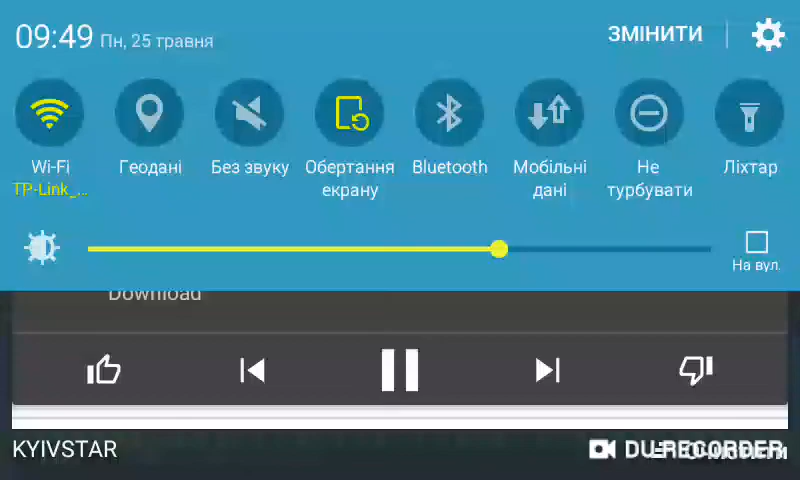 09:49 Пн, 25 травня
ЗМІНИТИ
Wi-Fi
TP-Link_...
Геодані
Без звуку
Обертання
екрану
Bluetooth
Мобільні
дані
Не
турбувати
Ліхтар
На вул.
Download
KYIVSTAR
DU RECORDER